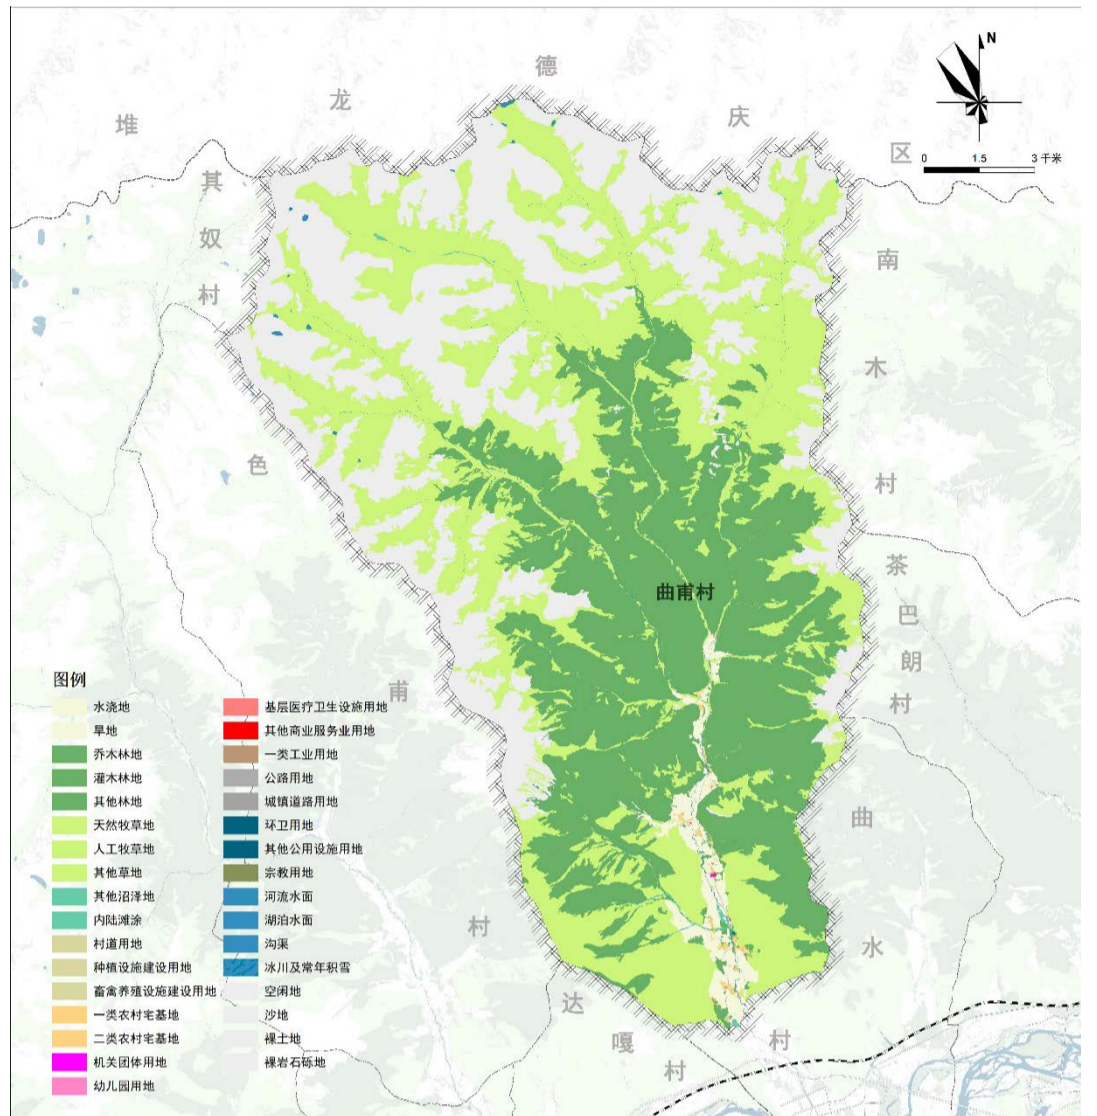 德
龙
庆
堆
N
区
0 1.5 3 千米
其
奴
村
南
木
村
色
甫
村
茶
巴
朗
村
曲甫村
曲
水
村
达
嘎
村
图例
水浇地
旱地
乔木林地
灌木林地
其他林地
天然牧草地
人工牧草地
其他草地
其他沼泽地
内陆滩涂
村道用地
种植设施建设用地
畜禽养殖设施建设用地
一类农村宅基地
二类农村宅基地
机关团体用地
幼儿园用地
基层医疗卫生设施用地
其他商业服务业用地
一类工业用地
公路用地
城镇道路用地
环卫用地
其他公用设施用地
宗教用地
河流水面
湖泊水面
沟渠
冰川及常年积雪
空闲地
沙地
裸土地
裸岩石砾地